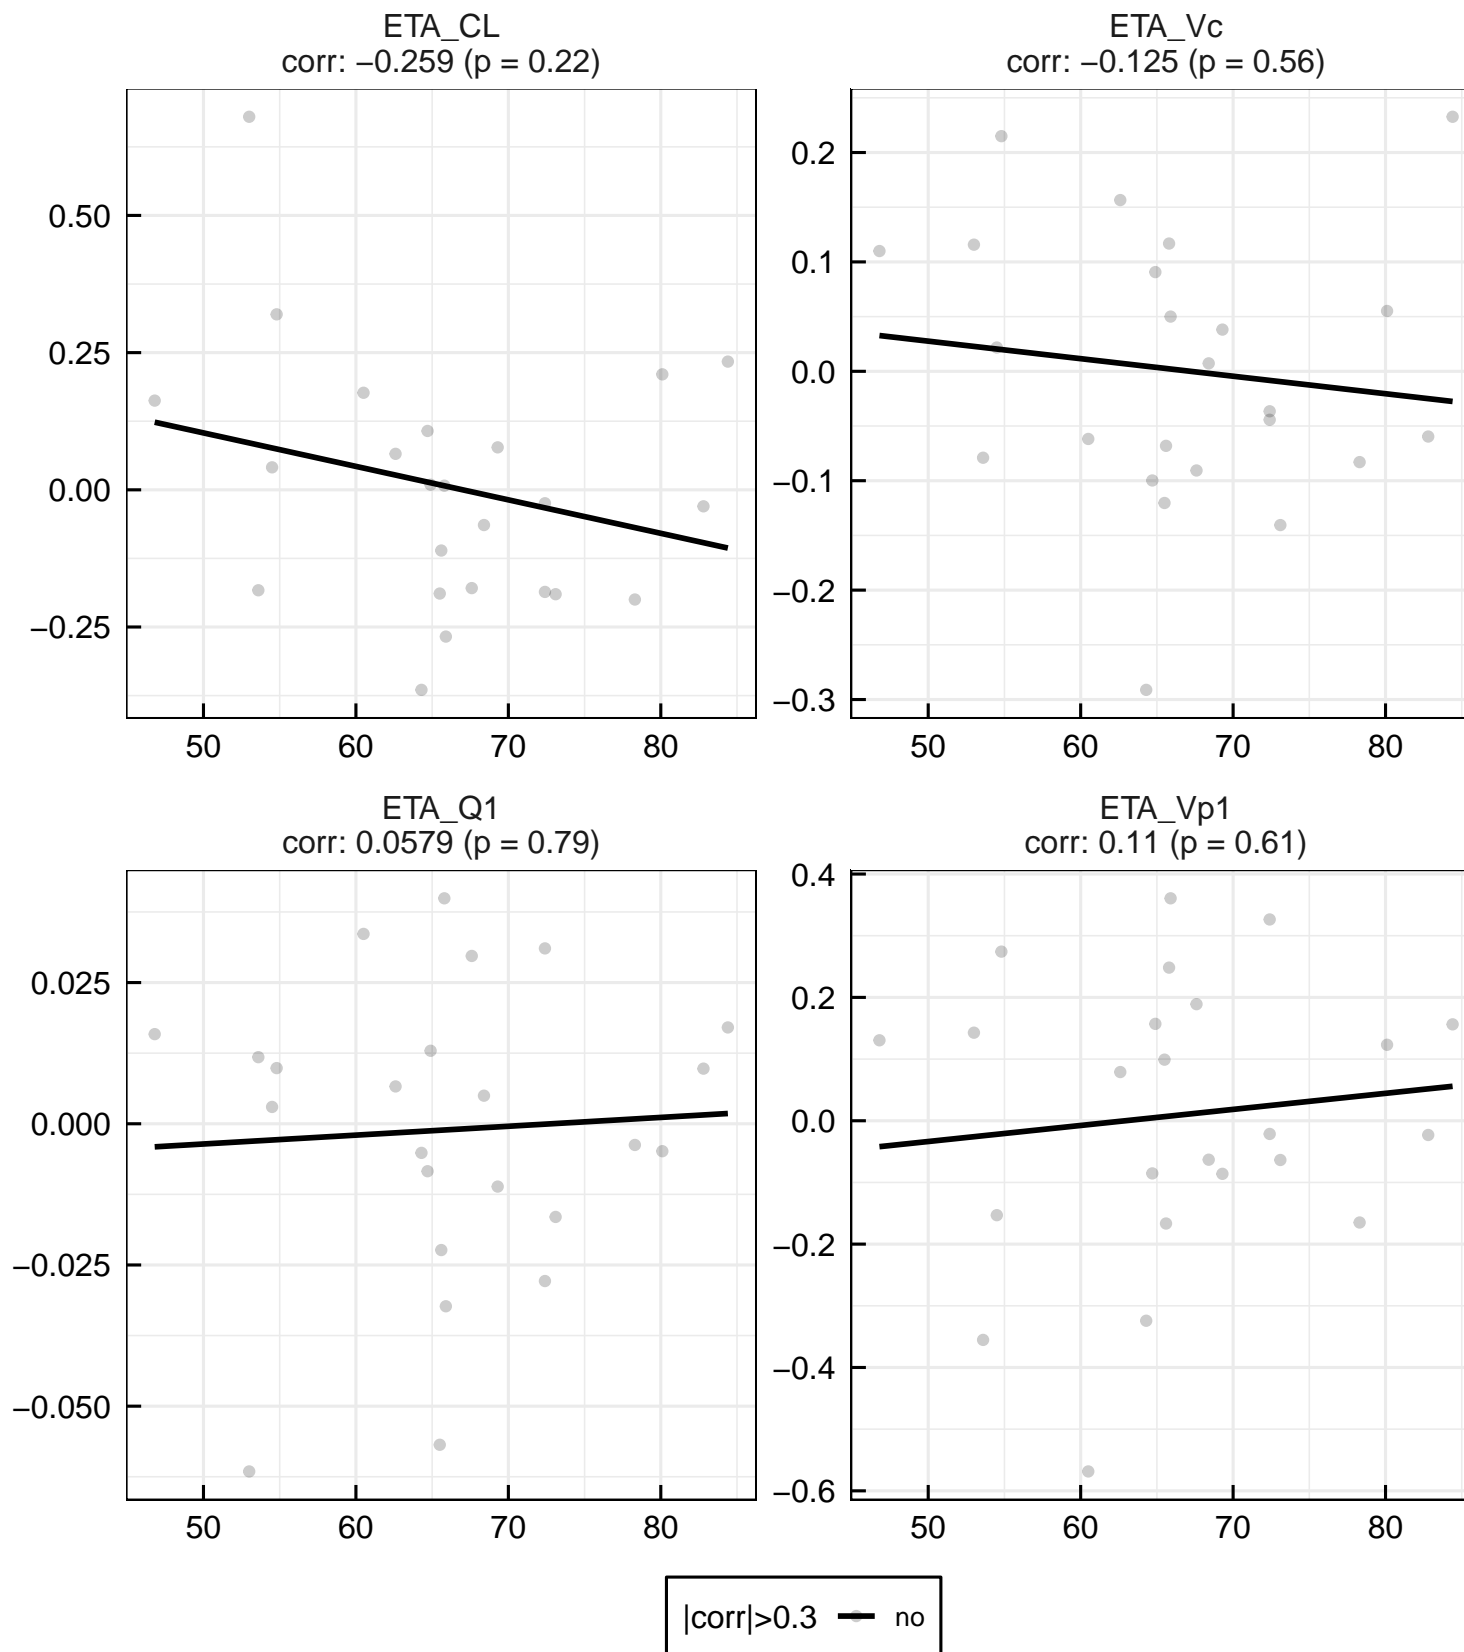 ETA_CL
corr: −0.259 (p = 0.22)
0.50
0.25
0.00
−0.25
50 60 70 80
ETA_Vc
corr: −0.125 (p = 0.56)
0.2
0.1
0.0
−0.1
−0.2
−0.3
50 60 70 80
ETA_Q1
corr: 0.0579 (p = 0.79)
0.025
0.000
−0.025
−0.050
50 60 70 80
ETA_Vp1
corr: 0.11 (p = 0.61)
0.4
0.2
0.0
−0.2
−0.4
−0.6
50 60 70 80
|corr|>0.3 no